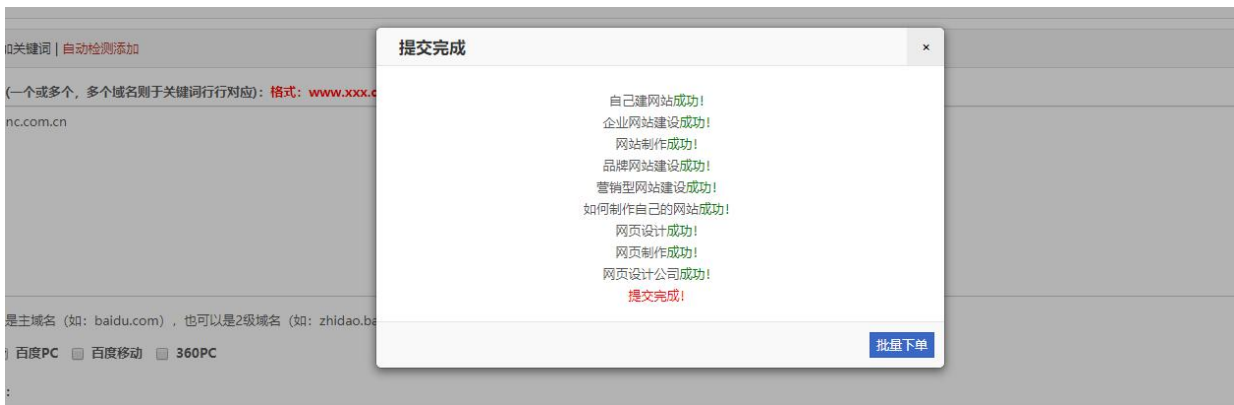 加关键词 | 自动检测添加
(一个或多个，多个域名则于关键词行行对应)：格式：www.xxx.c
nc.com.cn
提交完成
×
自己建网站成功！
企业网站建设成功！
网站制作成功！
品牌网站建设成功！
营销型网站建设成功！
如何制作自己的网站成功！
网页设计成功！
网页制作成功！
网页设计公司成功！
提交完成！
批量下单
是主域名（如：baidu.com），也可以是2级域名（如：zhidao.ba
百度PC 百度移动 360PC
：